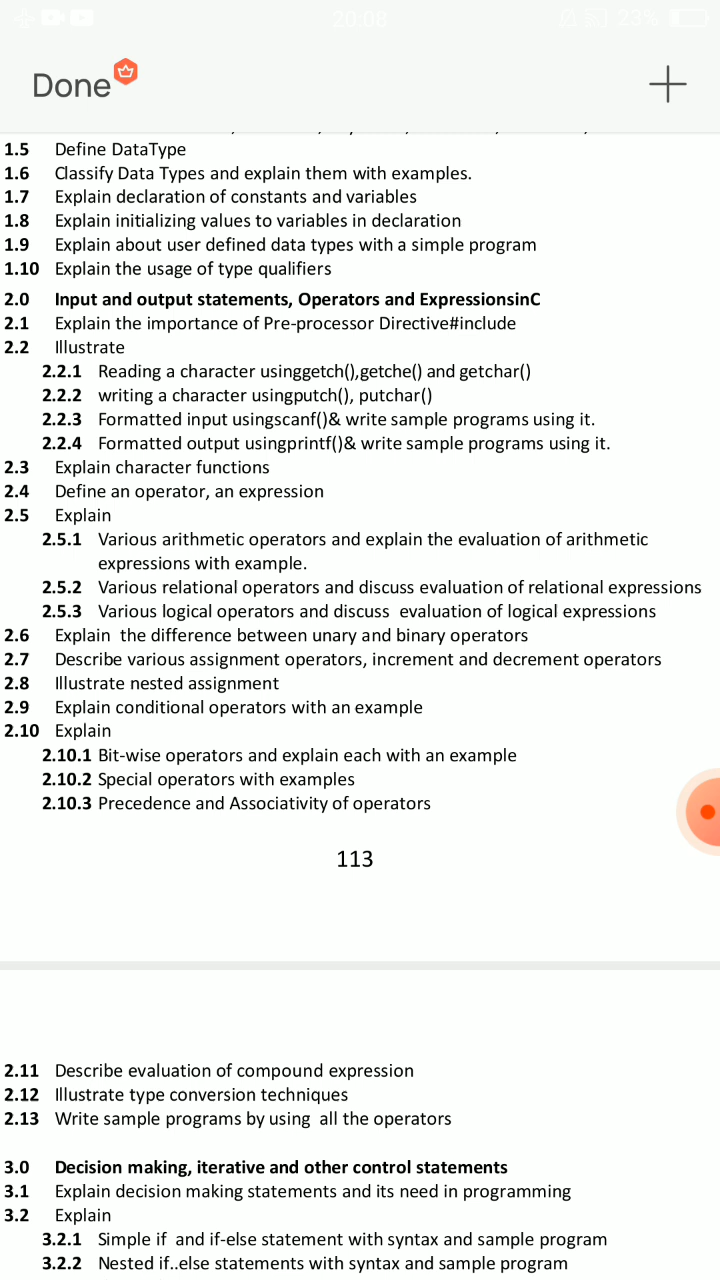 20:08
23%
Done
1.5 Define DataType
1.6 Classify Data Types and explain them with examples.
1.7 Explain declaration of constants and variables
1.8 Explain initializing values to variables in declaration
1.9 Explain about user defined data types with a simple program
1.10 Explain the usage of type qualifiers
2.0 Input and output statements, Operators and ExpressionsinC
2.1 Explain the importance of Pre-processor Directive#include
2.2 Illustrate
2.2.1 Reading a character usinggetch(),getche() and getchar()
2.2.2 writing a character usingputch(), putchar()
2.2.3 Formatted input usingscanf()& write sample programs using it.
2.2.4 Formatted output usingprintf()& write sample programs using it.
2.3 Explain character functions
2.4 Define an operator, an expression
2.5 Explain
2.5.1 Various arithmetic operators and explain the evaluation of arithmetic
expressions with example.
2.5.2 Various relational operators and discuss evaluation of relational expressions
2.5.3 Various logical operators and discuss evaluation of logical expressions
2.6 Explain the difference between unary and binary operators
2.7 Describe various assignment operators, increment and decrement operators
2.8 Illustrate nested assignment
2.9 Explain conditional operators with an example
2.10 Explain
2.10.1 Bit-wise operators and explain each with an example
2.10.2 Special operators with examples
2.10.3 Precedence and Associativity of operators
113
2.11 Describe evaluation of compound expression
2.12 Illustrate type conversion techniques
2.13 Write sample programs by using all the operators
3.0 Decision making, iterative and other control statements
3.1 Explain decision making statements and its need in programming
3.2 Explain
3.2.1 Simple if and if-else statement with syntax and sample program
3.2.2 Nested if..else statements with syntax and sample program